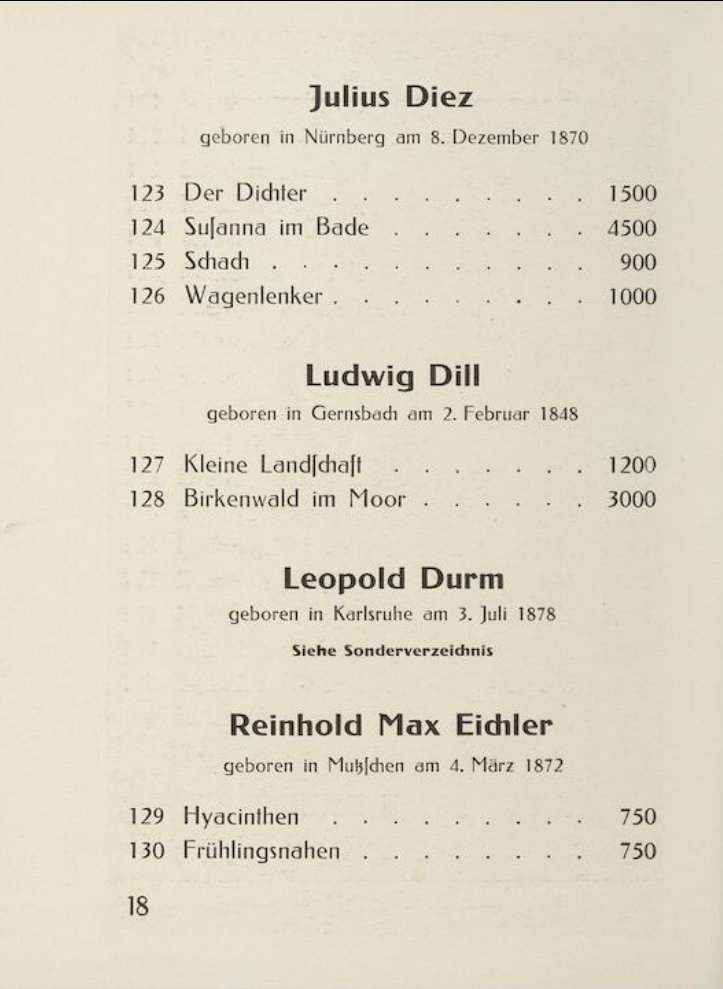 Julius Diez
geboren in Nürnberg am 8. Dezember 1870
123 Der Dichter . . . . . . . . . 1500
124 Suſanna im Bade . . . . . . . 4500
125 Schach . . . . . . . . . . . 900
126 Wagenlenker . . . . . . . . . 1000
Ludwig Dill
geboren in Gernsbach am 2. Februar 1848
127 Kleine Landſchaft . . . . . . . 1200
128 Birkenwald im Moor . . . . . . 3000
Leopold Durm
geboren in Karlsruhe am 3. Juli 1878
Siehe Sonderverzeichnis
Reinhold Max Eichler
geboren in Mutzſchen am 4. März 1872
129 Hyacinthen . . . . . . . . . 750
130 Frühlingsnahen . . . . . . . . 750
18